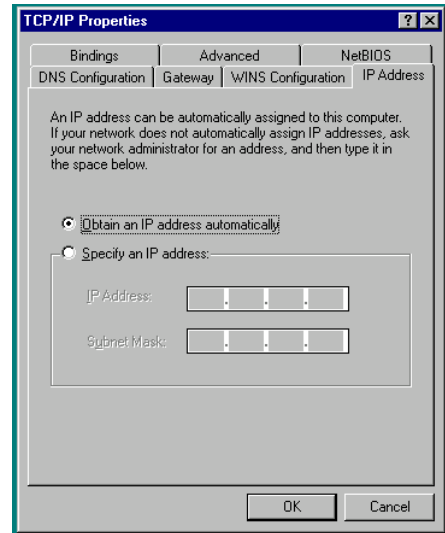 TCP/IP Properties
Bindings Advanced NetBIOS
DNS Configuration Gateway WINS Configuration IP Address
An IP address can be automatically assigned to this computer.
If your network does not automatically assign IP addresses, ask
your network administrator for an address, and then type it in
the space below.
Obtain an IP address automatically
Specify an IP address:
IP Address:
Subnet Mask:
OK Cancel